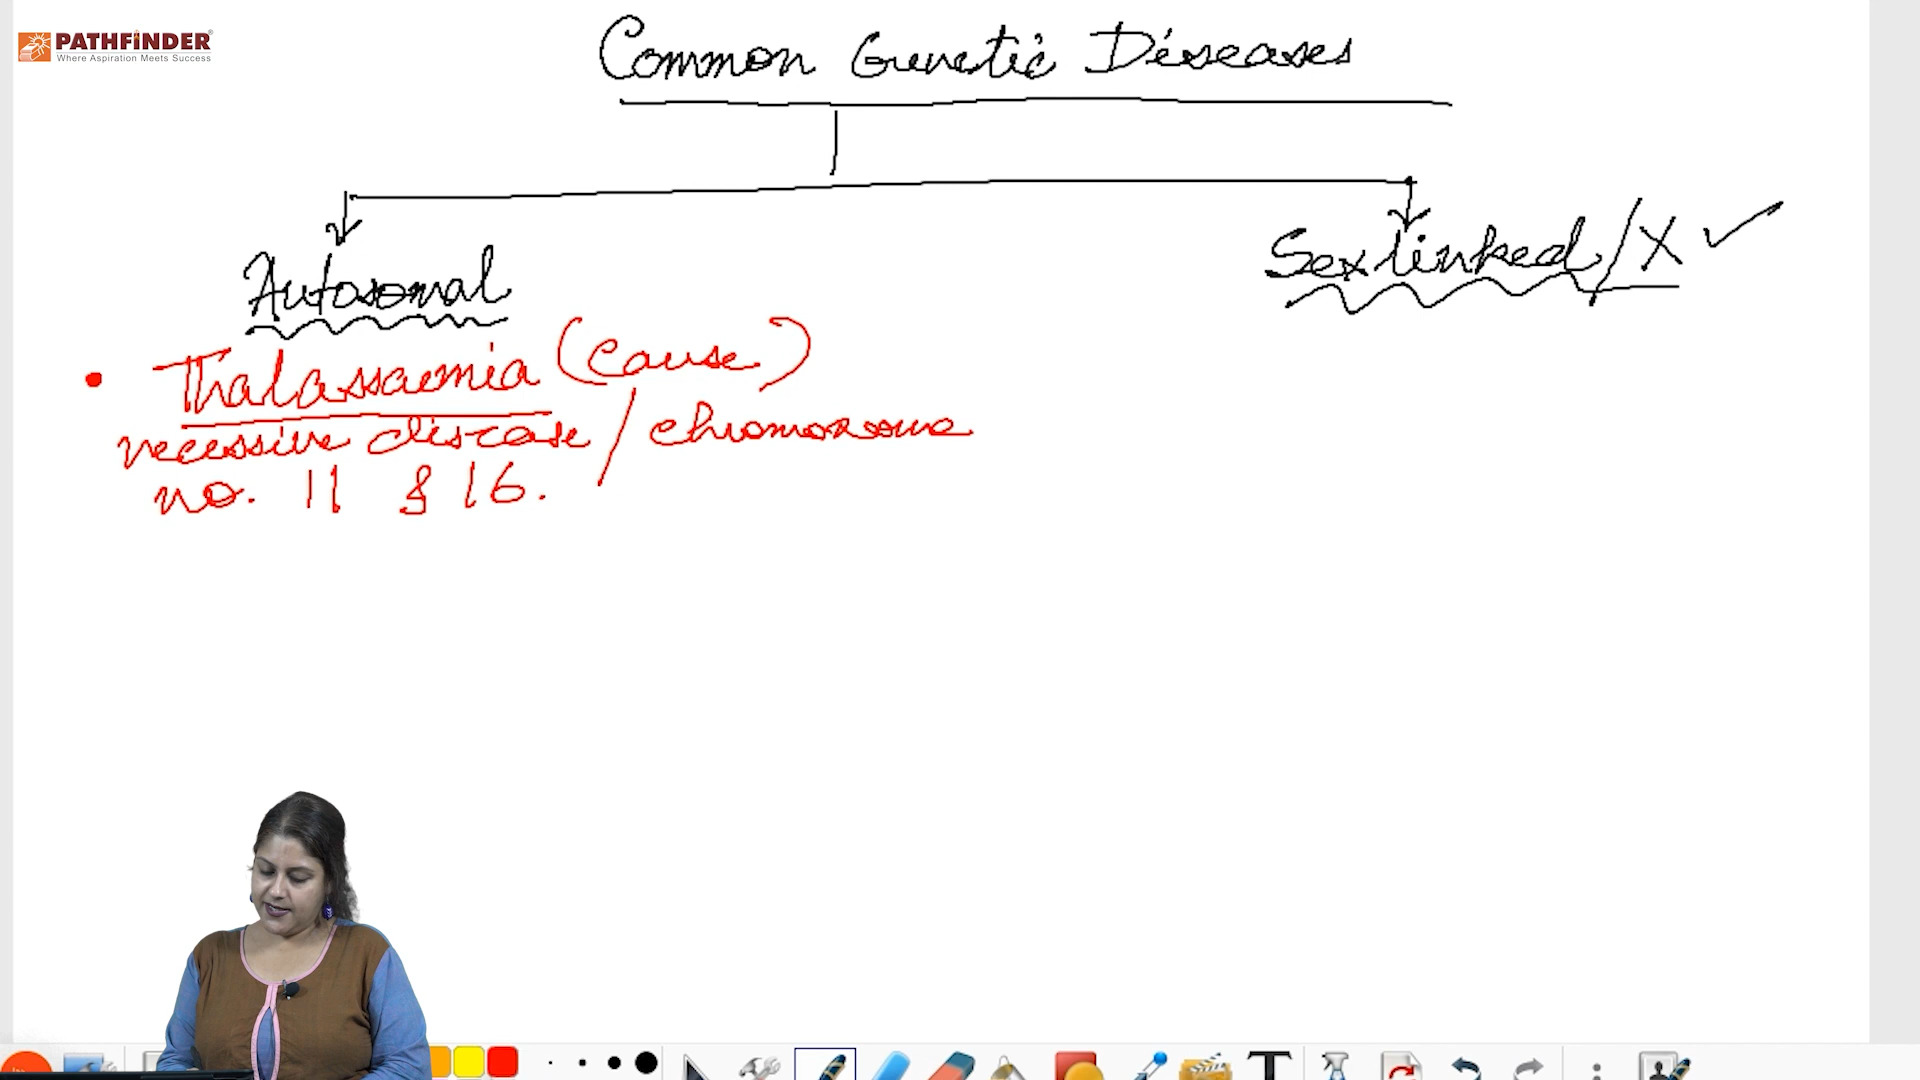 PATHFINDER
Where Aspiration Meets Success
Common Genetic Diseases
Autosomal
Sex linked/X ✓
• Thalassaemia (cause)
recessive disease / chromosome
no. 11 & 16.